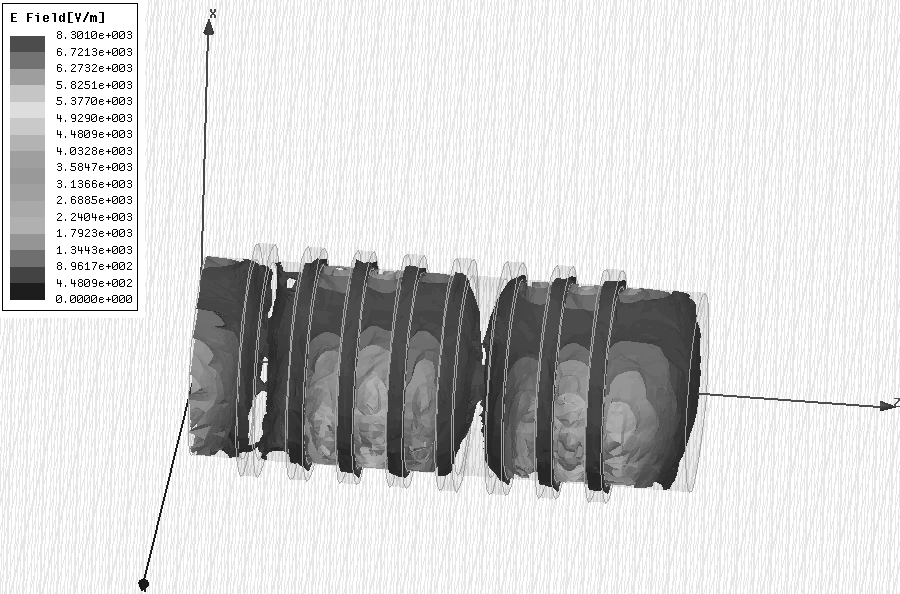 E Field[V/m]
8.3010e+003
6.7213e+003
6.2732e+003
5.8251e+003
5.3770e+003
4.9290e+003
4.4809e+003
4.0328e+003
3.5847e+003
3.1366e+003
2.6885e+003
2.2404e+003
1.7923e+003
1.3443e+003
8.9617e+002
4.4809e+002
0.0000e+000
X
Z